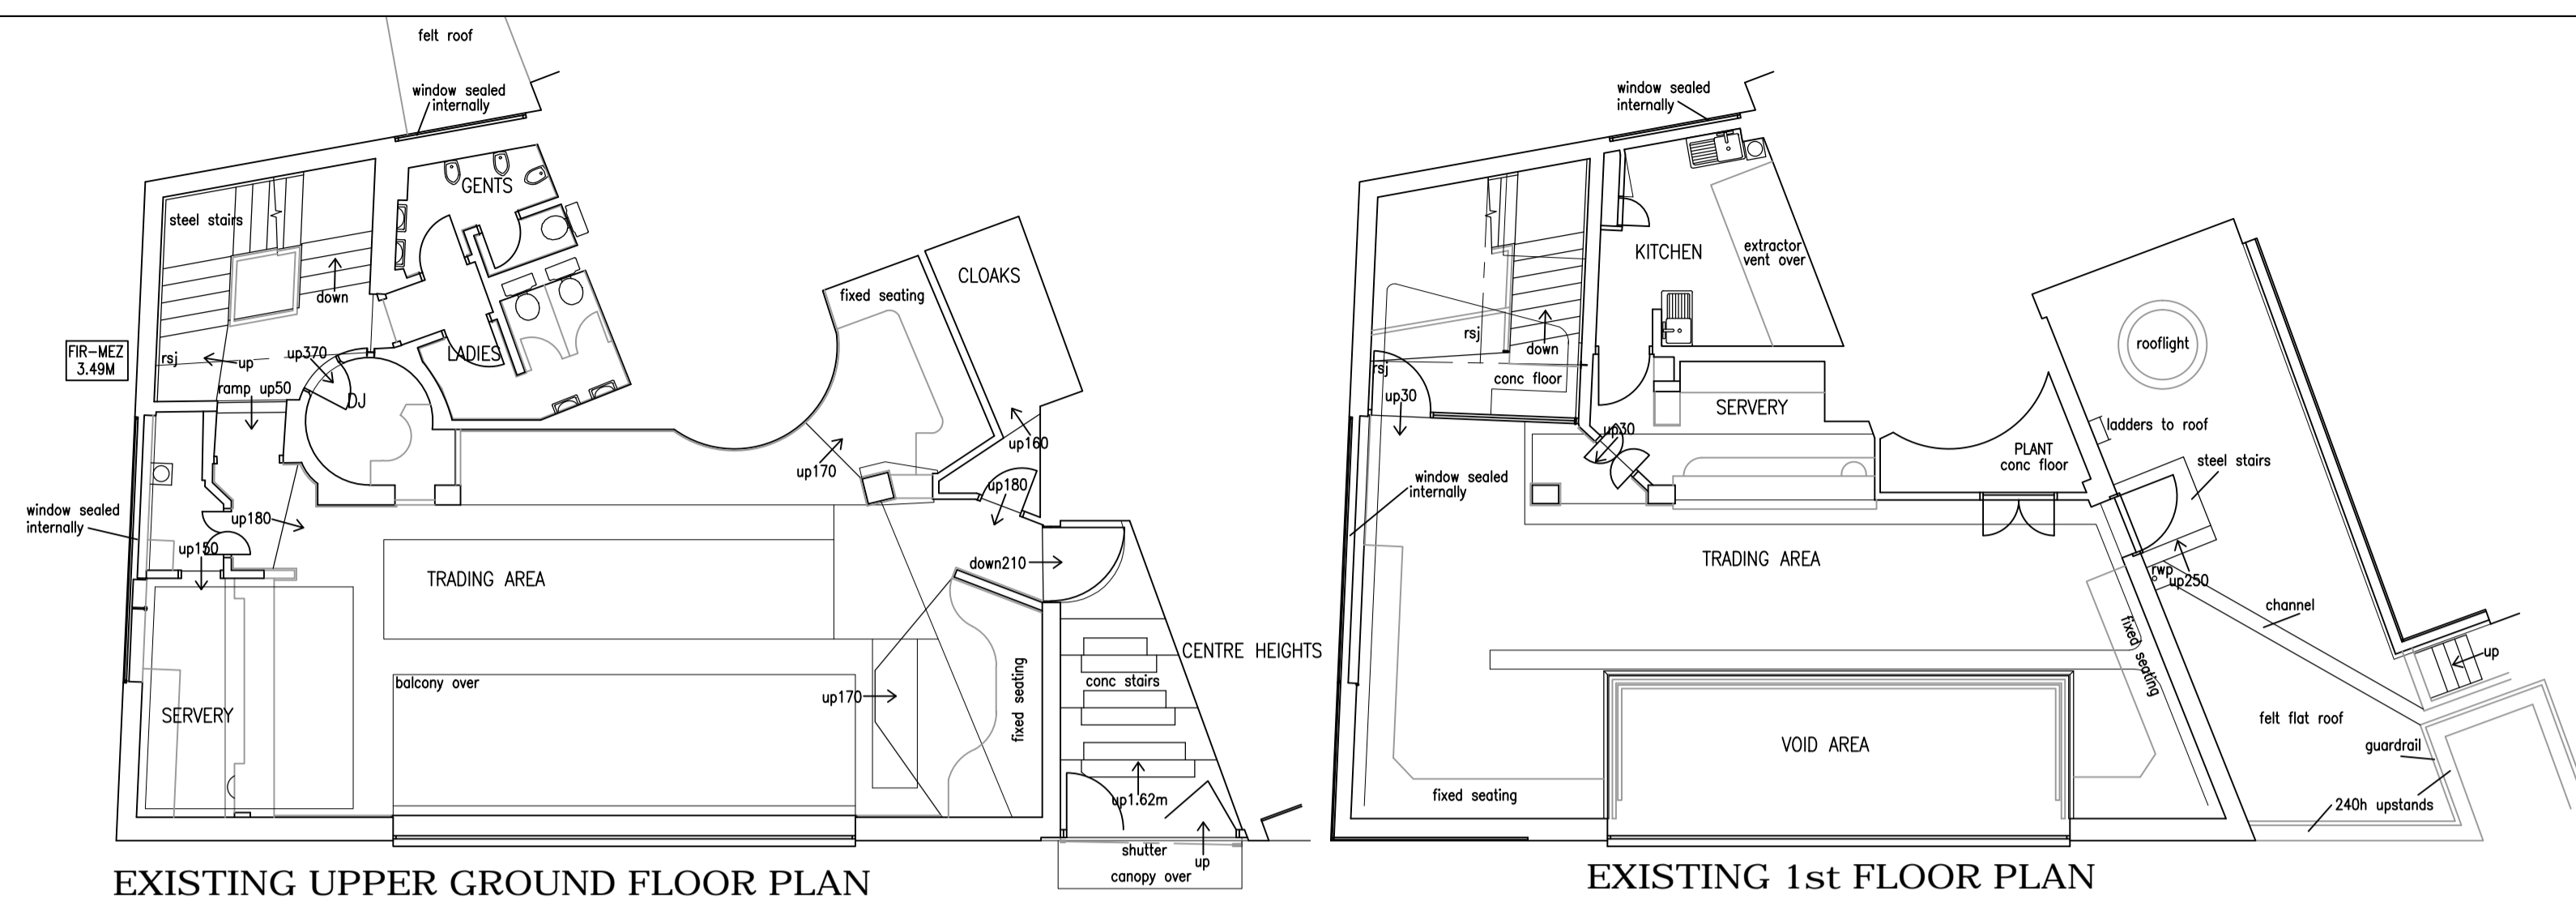 felt roof
window sealed
internally
GENTS
steel stairs
down
CLOAKS
fixed seating
FIR-MEZ
3.49M
rsj
up
up370
LADIES
ramp up50
DJ
up160
up170
up180
window sealed
internally
up180
up150
down210
TRADING AREA
CENTRE HEIGHTS
balcony over
conc stairs
fixed seating
up170
SERVERY
up1.62m
shutter
up
canopy over
EXISTING UPPER GROUND FLOOR PLAN
window sealed
internally
KITCHEN
extractor
vent over
rsj
down
rooflight
rsj
conc floor
up30
SERVERY
up30
ladders to roof
PLANT
conc floor
steel stairs
window sealed
internally
TRADING AREA
rwp
up250
channel
fixed seating
up
felt flat roof
VOID AREA
guardrail
fixed seating
240h upstands
EXISTING 1st FLOOR PLAN